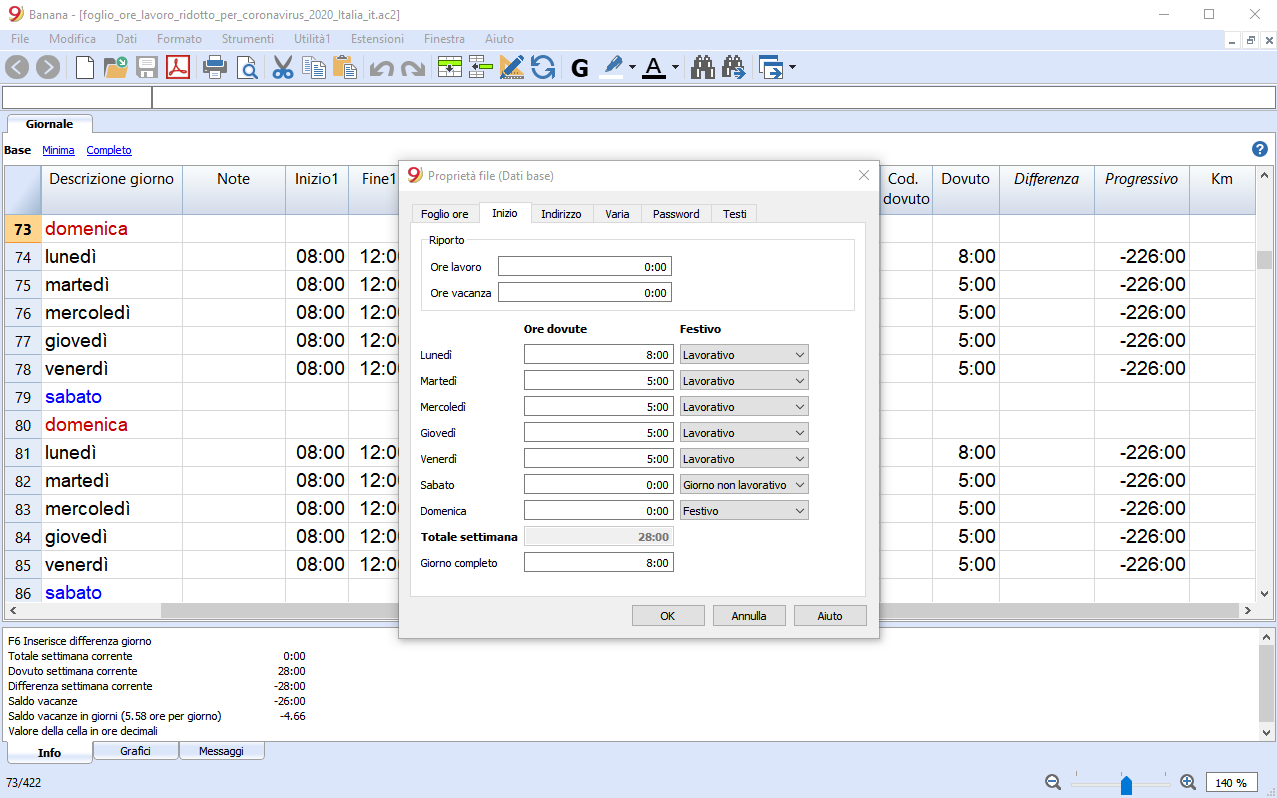 Banana - [foglio_ore_lavoro_ridotto_per_coronavirus_2020_Italia_it.ac2]
File Modifica Dati Formato Strumenti Utilità1 Estensioni Finestra Aiuto
G A
Giornale
Base Minima Completo
Descrizione giorno Note Inizio1 Fine1 Cod. dovuto Dovuto Differenza Progressivo Km
73 domenica
74 lunedì 08:00 12:0 8:00 -226:00
75 martedì 08:00 12:0 5:00 -226:00
76 mercoledì 08:00 12:0 5:00 -226:00
77 giovedì 08:00 12:0 5:00 -226:00
78 venerdì 08:00 12:0 5:00 -226:00
79 sabato
80 domenica
81 lunedì 08:00 12:0 8:00 -226:00
82 martedì 08:00 12:0 5:00 -226:00
83 mercoledì 08:00 12:0 5:00 -226:00
84 giovedì 08:00 12:0 5:00 -226:00
85 venerdì 08:00 12:0 5:00 -226:00
86 sabato
Proprietà file (Dati base)
Foglio ore Inizio Indirizzo Varia Password Testi
Riporto
Ore lavoro 0:00
Ore vacanza 0:00
Ore dovute Festivo
Lunedì 8:00 Lavorativo
Martedì 5:00 Lavorativo
Mercoledì 5:00 Lavorativo
Giovedì 5:00 Lavorativo
Venerdì 5:00 Lavorativo
Sabato 0:00 Giorno non lavorativo
Domenica 0:00 Festivo
Totale settimana 28:00
Giorno completo 8:00
OK Annulla Aiuto
F6 Inserisce differenza giorno
Totale settimana corrente 0:00
Dovuto settimana corrente 28:00
Differenza settimana corrente -28:00
Saldo vacanze -26:00
Saldo vacanze in giorni (5.58 ore per giorno) -4.66
Valore della cella in ore decimali
Info Grafici Messaggi
73/422 140 %